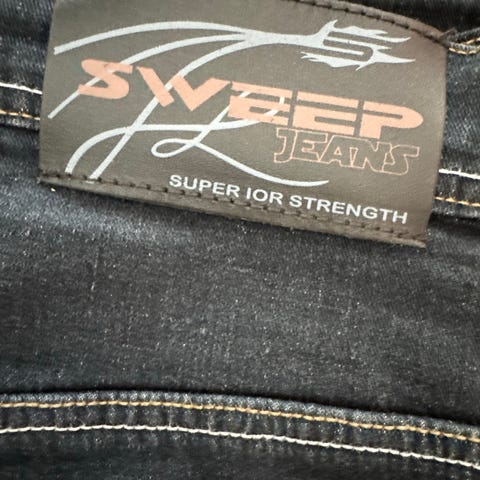 S
SWEEP
JEANS
SUPER IOR STRENGTH